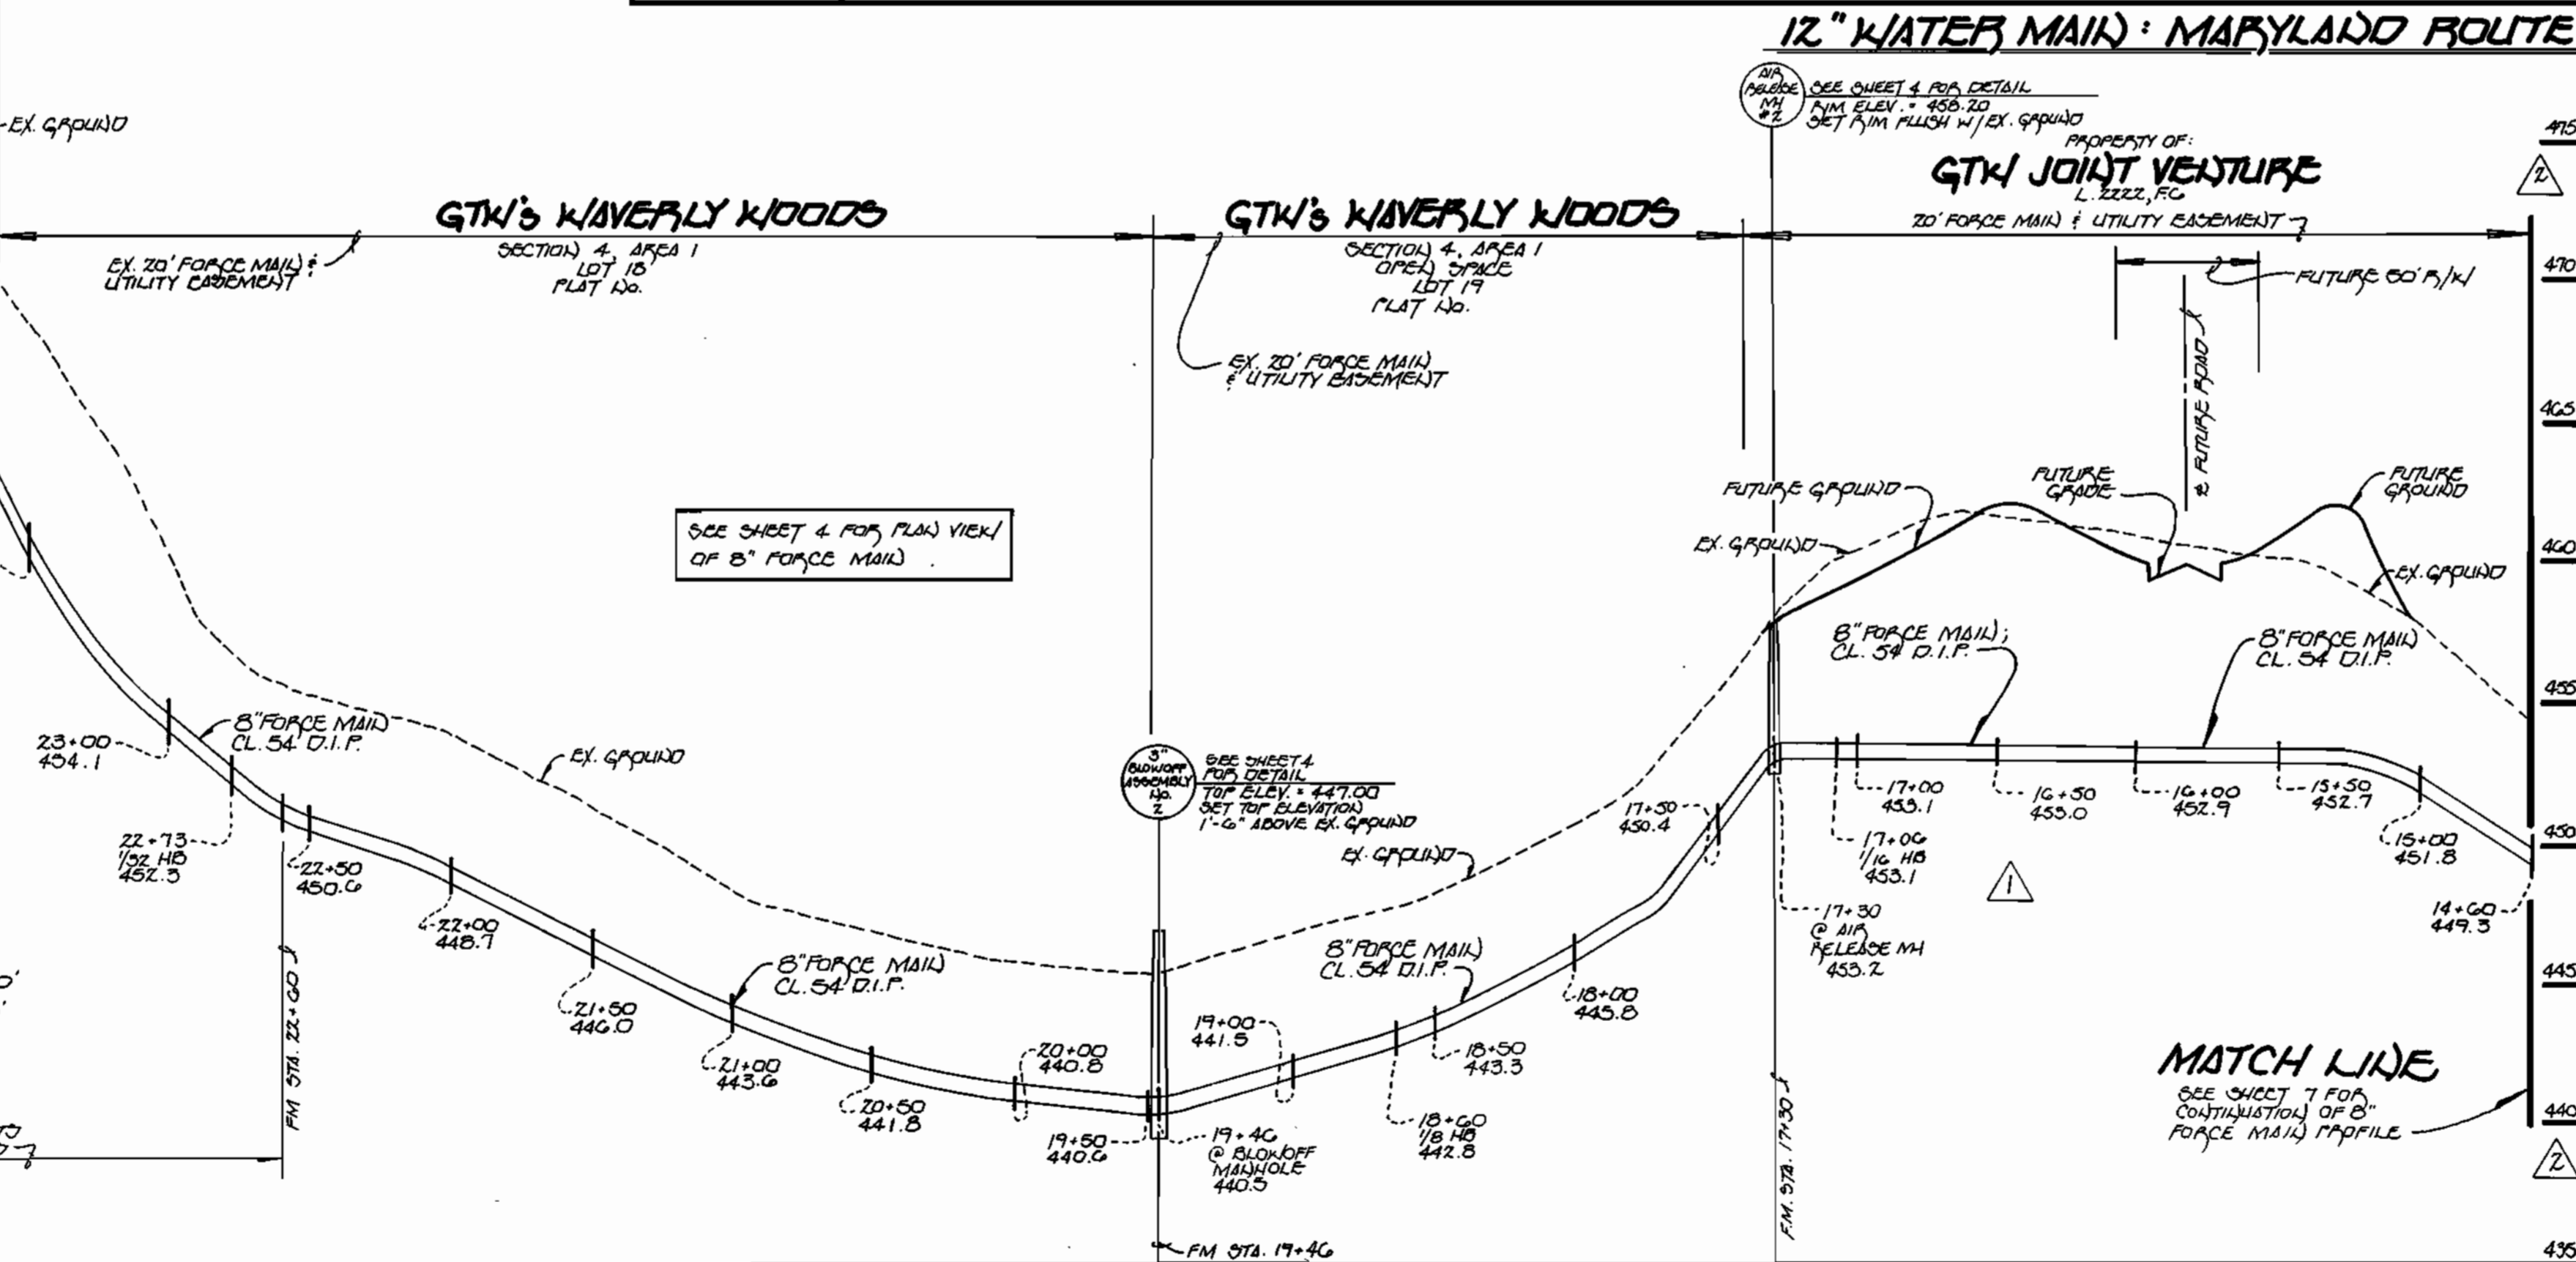 12" WATER MAIN: MARYLAND ROUTE
AIR
RELEASE
MH
#2
SEE SHEET 4 FOR DETAIL
RIM ELEV. = 458.20
SET RIM FLUSH W/ EX. GROUND
EX. GROUND
PROPERTY OF:
GTW JOINT VENTURE
L. 2222, F.6
20' FORCE MAIN & UTILITY EASEMENT
475
2
GTW's WAVERLY WOODS
SECTION 4, AREA 1
LOT 18
PLAT No.
EX. 20' FORCE MAIN &
UTILITY EASEMENT
GTW's WAVERLY WOODS
SECTION 4, AREA 1
OPEN SPACE
LOT 19
PLAT No.
EX. 20' FORCE MAIN
& UTILITY EASEMENT
FUTURE 50' R/W
470
℄ FUTURE ROAD
465
SEE SHEET 4 FOR PLAN VIEW
OF 8" FORCE MAIN
FUTURE GROUND
FUTURE
GRADE
FUTURE
GROUND
EX. GROUND
EX. GROUND
460
8" FORCE MAIN;
CL. 54 D.I.P.
8" FORCE MAIN
CL. 54 D.I.P.
455
23+00
454.1
8" FORCE MAIN
CL. 54 D.I.P.
EX. GROUND
3"
BLOWOFF
ASSEMBLY
No.
2
SEE SHEET 4
FOR DETAIL
TOP ELEV. = 447.00
SET TOP ELEVATION
1'-6" ABOVE EX. GROUND
22+73
1/32 HB
452.3
22+50
450.6
EX. GROUND
17+50
450.4
17+00
453.1
17+06
1/16 HB
453.1
16+50
453.0
16+00
452.9
15+50
452.7
15+00
451.8
450
1
22+00
448.7
17+30
@ AIR
RELEASE MH
453.2
14+60
449.3
FM STA. 22+60
21+50
446.0
8" FORCE MAIN
CL. 54 D.I.P.
8" FORCE MAIN
CL. 54 D.I.P.
18+00
445.8
445
21+00
443.6
20+50
441.8
20+00
440.8
19+00
441.5
18+50
443.3
18+60
1/8 HB
442.8
19+50
440.6
19+46
@ BLOWOFF
MANHOLE
440.5
MATCH LINE
SEE SHEET 7 FOR
CONTINUATION OF 8"
FORCE MAIN PROFILE
440
2
F.M. STA. 17+30
FM STA. 19+46
435